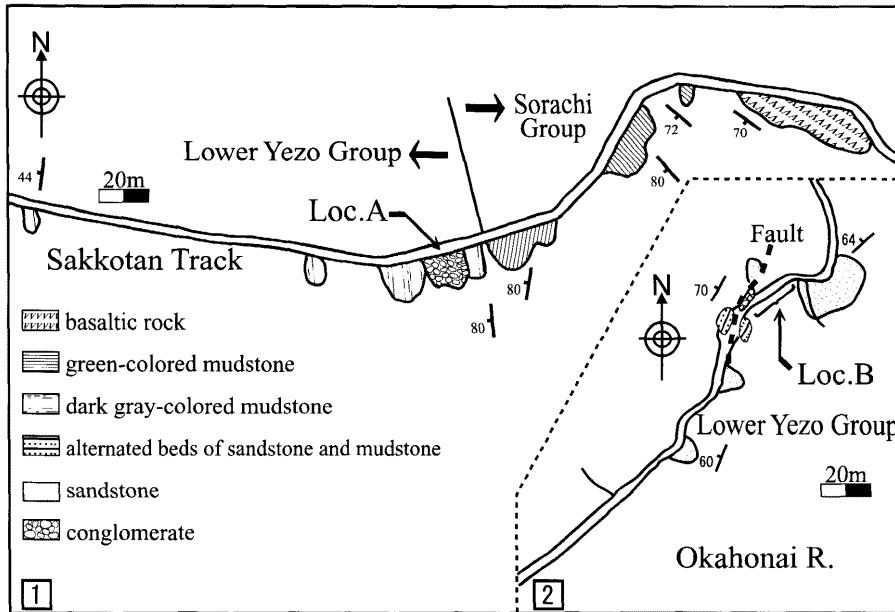 N
Sorachi
Group
Lower Yezo Group
44
20m
Loc.A
72
70
80
80
80
Sakkotan Track
basaltic rock
green-colored mudstone
dark gray-colored mudstone
alternated beds of sandstone and mudstone
sandstone
conglomerate
1
Fault
64
70
N
Loc.B
Lower Yezo Group
60
20m
Okahonai R.
2